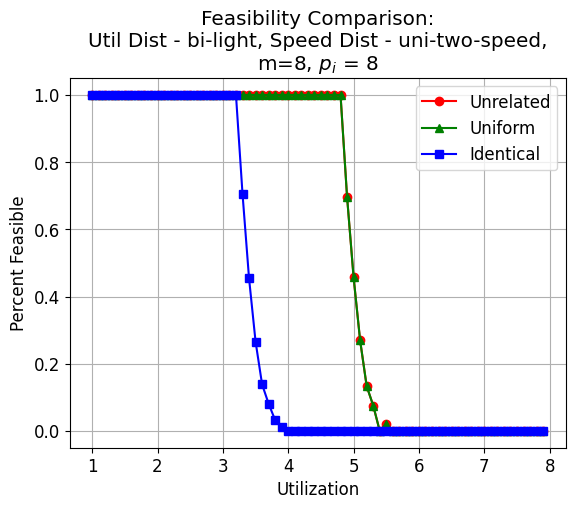 Feasibility Comparison:
Util Dist - bi-light, Speed Dist - uni-two-speed,
m=8, pᵢ = 8
Unrelated
Uniform
Identical
Percent Feasible
1.0
0.8
0.6
0.4
0.2
0.0
1 2 3 4 5 6 7 8
Utilization